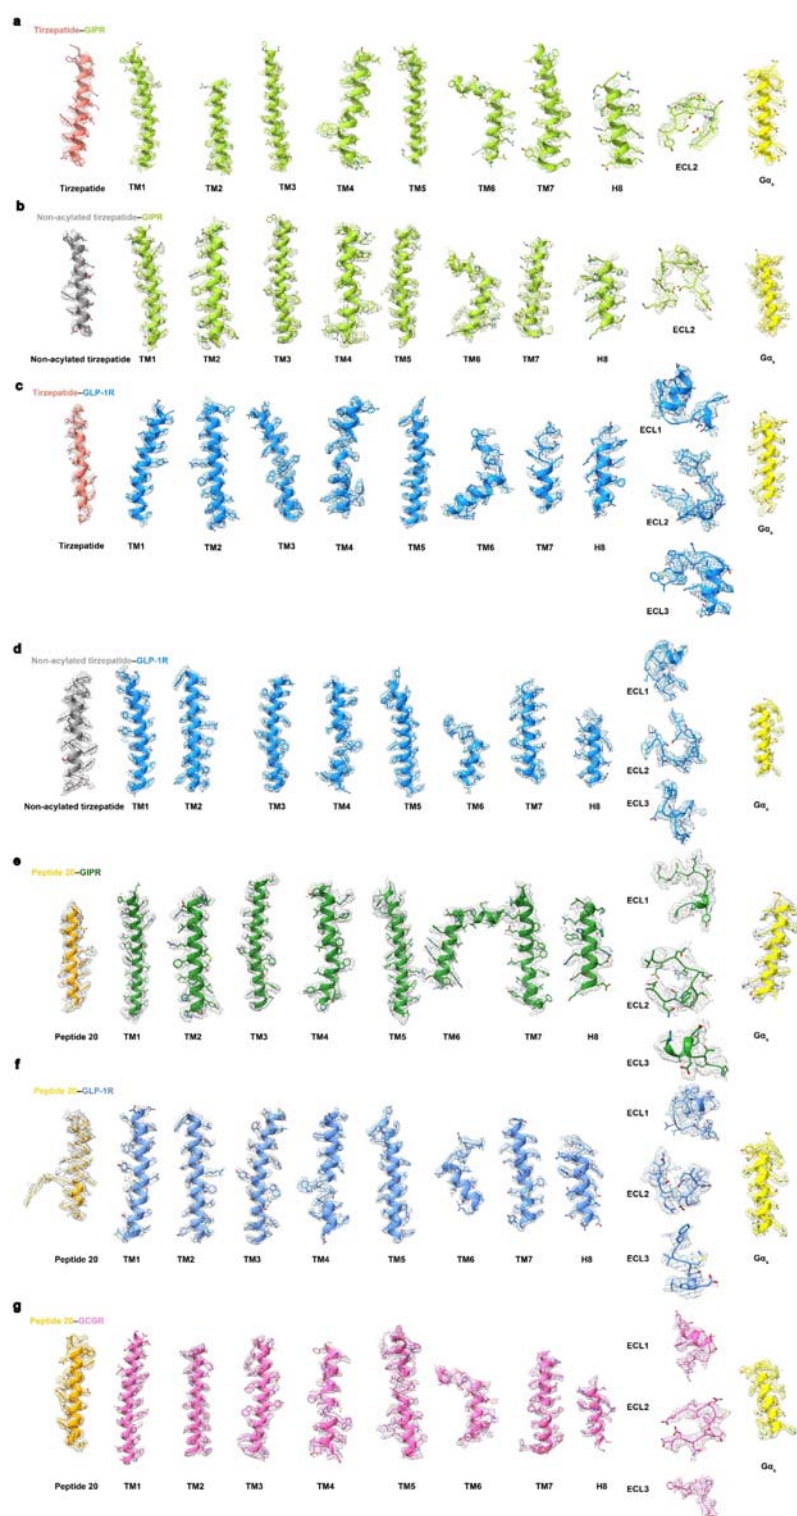 a
Tirzepatide–GIPR
Tirzepatide TM1 TM2 TM3 TM4 TM5 TM6 TM7 H8 ECL2 Gαs
b
Non-acylated tirzepatide–GIPR
Non-acylated tirzepatide TM1 TM2 TM3 TM4 TM5 TM6 TM7 H8 ECL2 Gαs
c
Tirzepatide–GLP-1R
ECL1
ECL2
Tirzepatide TM1 TM2 TM3 TM4 TM5 TM6 TM7 H8 Gαs
ECL3
d
Non-acylated tirzepatide–GLP-1R
ECL1
ECL2
ECL3
Non-acylated tirzepatide TM1 TM2 TM3 TM4 TM5 TM6 TM7 H8 Gαs
e
Peptide 20–GIPR
ECL1
ECL2
Peptide 20 TM1 TM2 TM3 TM4 TM5 TM6 TM7 H8 Gαs
ECL3
f
Peptide 20–GLP-1R
ECL1
ECL2
ECL3
Peptide 20 TM1 TM2 TM3 TM4 TM5 TM6 TM7 H8 Gαs
g
Peptide 20–GCGR
ECL1
ECL2
Gαs
Peptide 20 TM1 TM2 TM3 TM4 TM5 TM6 TM7 H8 ECL3